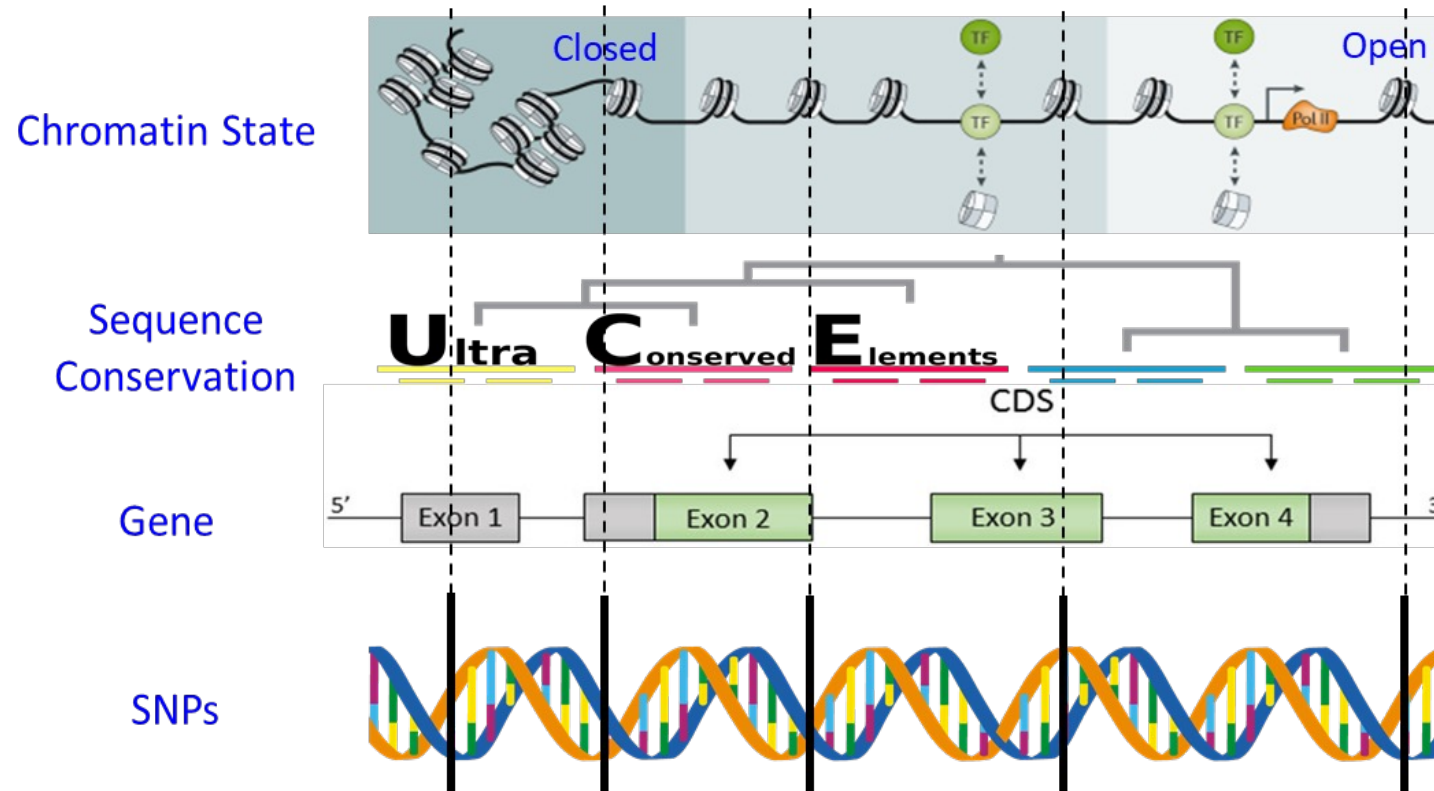 Closed
Open
TF
TF
Chromatin State
TF
TF
Pol II
Sequence
Conservation
Ultra Conserved Elements
CDS
Gene
5′
Exon 1
Exon 2
Exon 3
Exon 4
3
SNPs